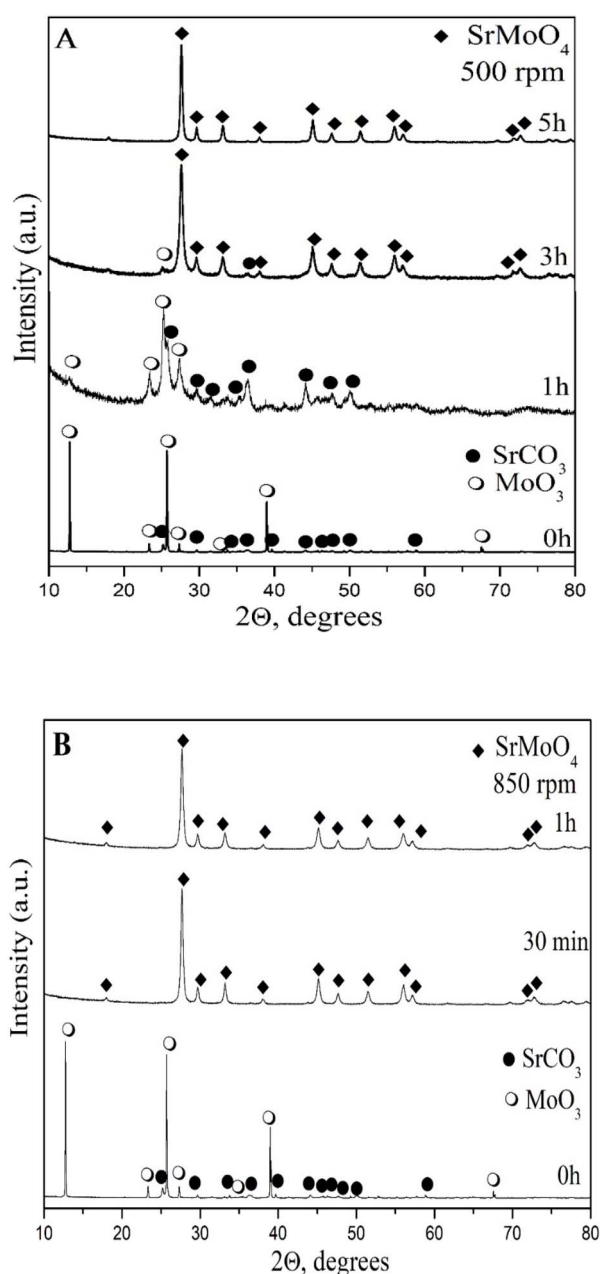 A
SrMoO₄
500 rpm
5h
3h
1h
SrCO₃
MoO₃
0h
Intensity (a.u.)
10 20 30 40 50 60 70 80
2Θ, degrees
B
SrMoO₄
850 rpm
1h
30 min
SrCO₃
MoO₃
0h
Intensity (a.u.)
10 20 30 40 50 60 70 80
2Θ, degrees